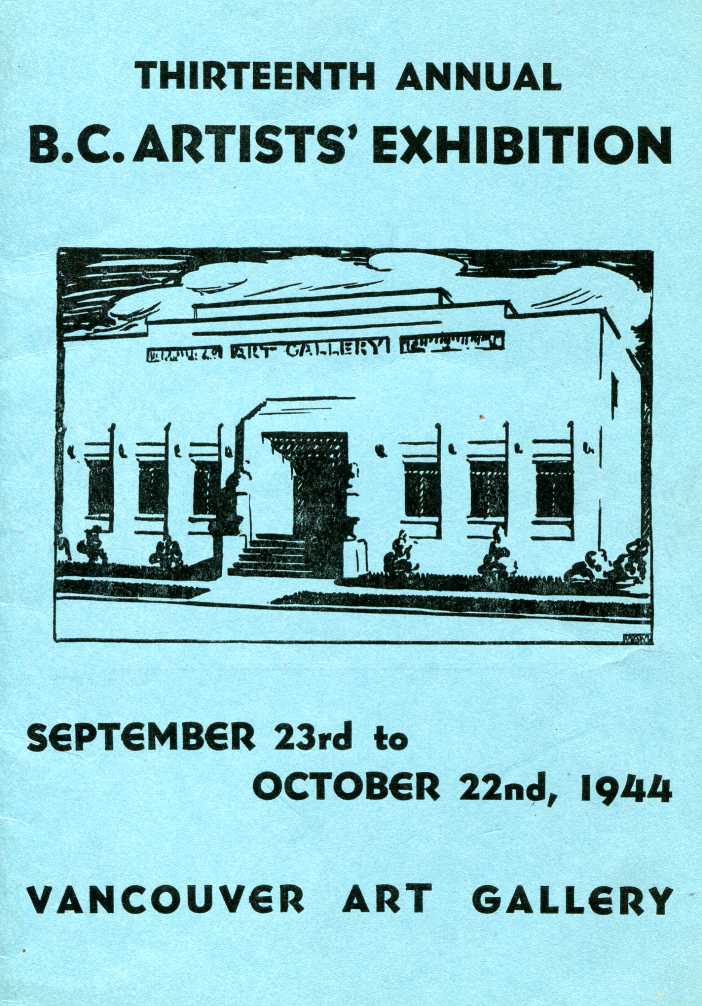 THIRTEENTH ANNUAL
B.C. ARTISTS' EXHIBITION
ART GALLERY
SEPTEMBER 23rd to
OCTOBER 22nd, 1944
VANCOUVER ART GALLERY